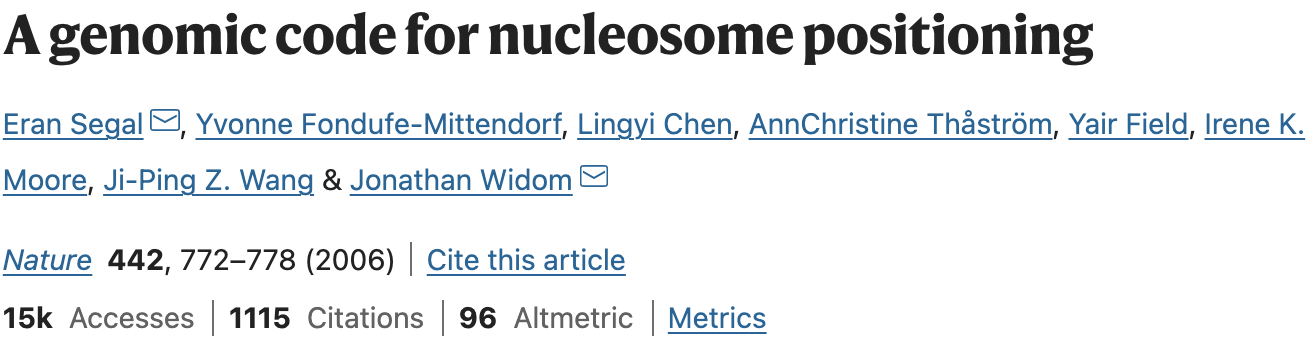 A genomic code for nucleosome positioning
Eran Segal, Yvonne Fondufe-Mittendorf, Lingyi Chen, AnnChristine Thåström, Yair Field, Irene K.
Moore, Ji-Ping Z. Wang & Jonathan Widom
Nature 442, 772–778 (2006) | Cite this article
15k Accesses | 1115 Citations | 96 Altmetric | Metrics